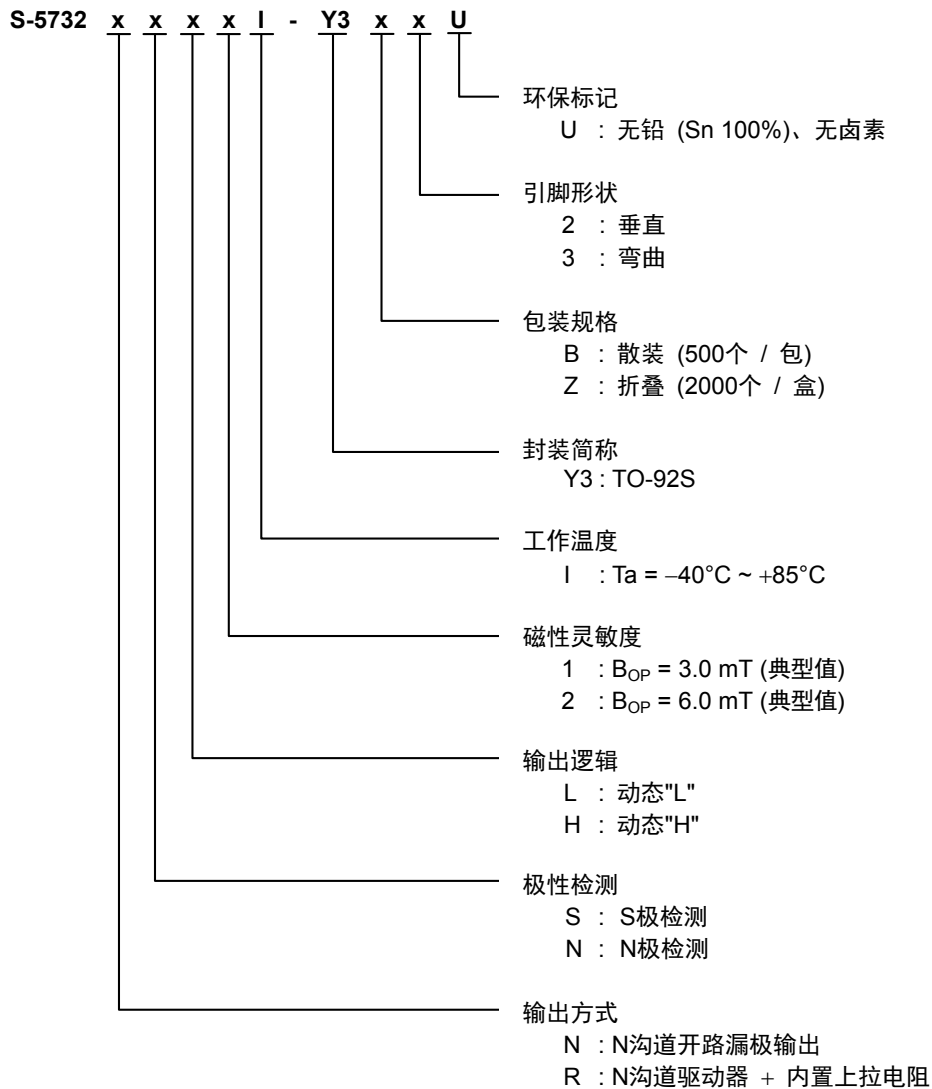 S-5732 x x x x I - Y3 x x U
环保标记
U : 无铅 (Sn 100%)、无卤素
引脚形状
2 : 垂直
3 : 弯曲
包装规格
B : 散装 (500个 / 包)
Z : 折叠 (2000个 / 盒)
封装简称
Y3 : TO-92S
工作温度
I : Ta = −40°C ~ +85°C
磁性灵敏度
1 : BOP = 3.0 mT (典型值)
2 : BOP = 6.0 mT (典型值)
输出逻辑
L : 动态"L"
H : 动态"H"
极性检测
S : S极检测
N : N极检测
输出方式
N : N沟道开路漏极输出
R : N沟道驱动器 + 内置上拉电阻